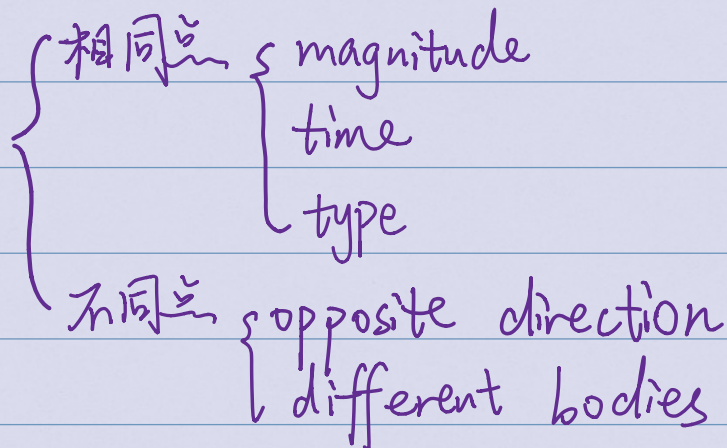 相同点 magnitude
time
type
不同点 opposite direction
different bodies